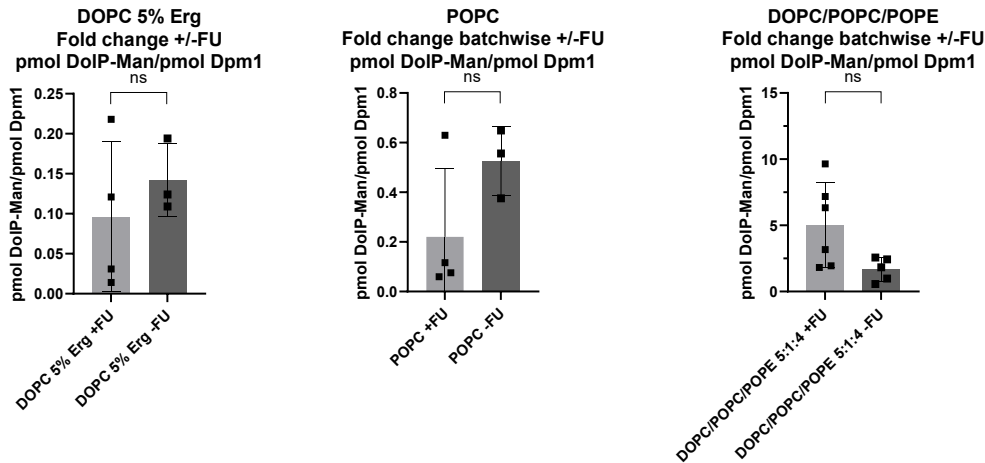 DOPC 5% Erg
Fold change +/-FU
pmol DolP-Man/pmol Dpm1
ns
pmol DolP-Man/pmol Dpm1
0.25
0.20
0.15
0.10
0.05
0.00
DOPC 5% Erg +FU
DOPC 5% Erg -FU
POPC
Fold change batchwise +/-FU
pmol DolP-Man/pmol Dpm1
ns
pmol DolP-Man/pmol Dpm1
0.8
0.6
0.4
0.2
0.0
POPC +FU
POPC -FU
DOPC/POPC/POPE
Fold change batchwise +/-FU
pmol DolP-Man/pmol Dpm1
ns
pmol DolP-Man/pmol Dpm1
15
10
5
0
DOPC/POPC/POPE 5:1:4 +FU
DOPC/POPC/POPE 5:1:4 -FU